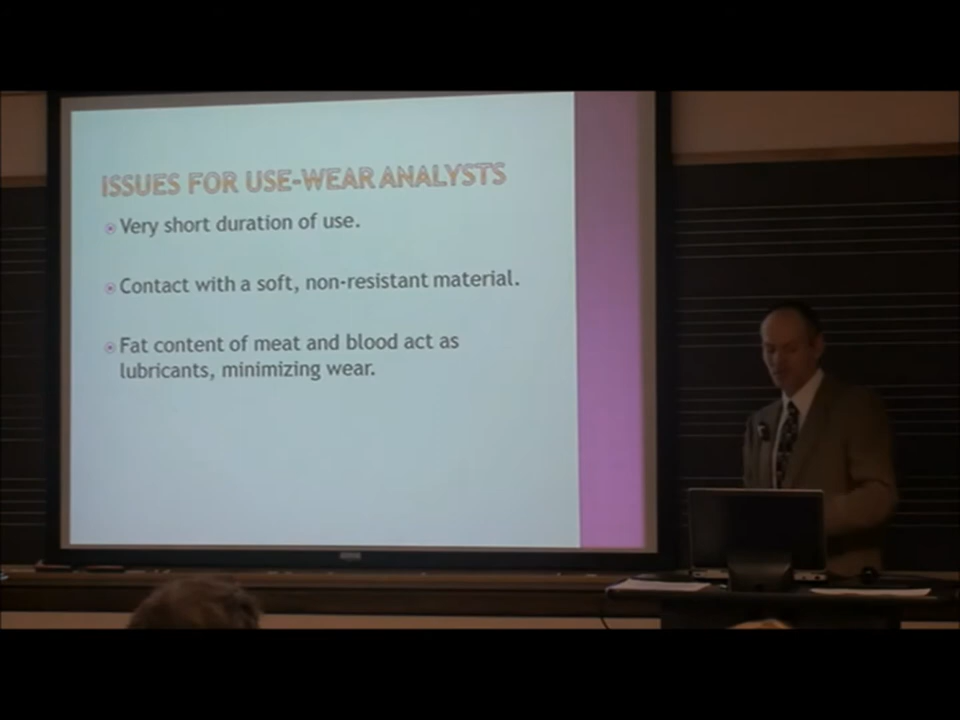 ISSUES FOR USE-WEAR ANALYSTS
Very short duration of use.
Contact with a soft, non-resistant material.
Fat content of meat and blood act as
lubricants, minimizing wear.